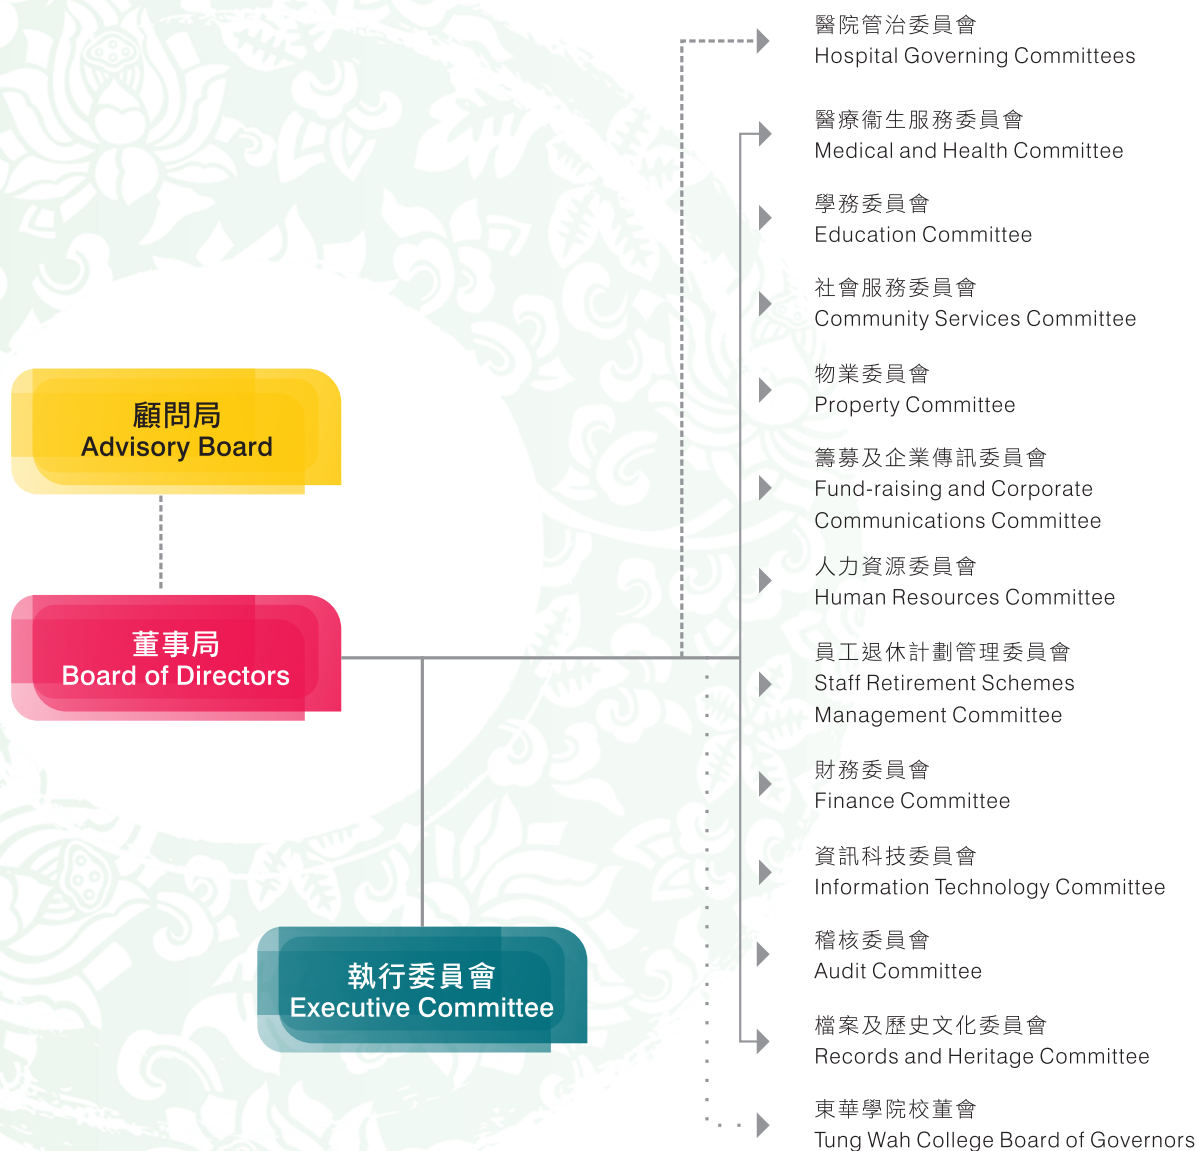 顧問局
Advisory Board
董事局
Board of Directors
執行委員會
Executive Committee
醫院管治委員會
Hospital Governing Committees
醫療衞生服務委員會
Medical and Health Committee
學務委員會
Education Committee
社會服務委員會
Community Services Committee
物業委員會
Property Committee
籌募及企業傳訊委員會
Fund-raising and Corporate
Communications Committee
人力資源委員會
Human Resources Committee
員工退休計劃管理委員會
Staff Retirement Schemes
Management Committee
財務委員會
Finance Committee
資訊科技委員會
Information Technology Committee
稽核委員會
Audit Committee
檔案及歷史文化委員會
Records and Heritage Committee
東華學院校董會
Tung Wah College Board of Governors